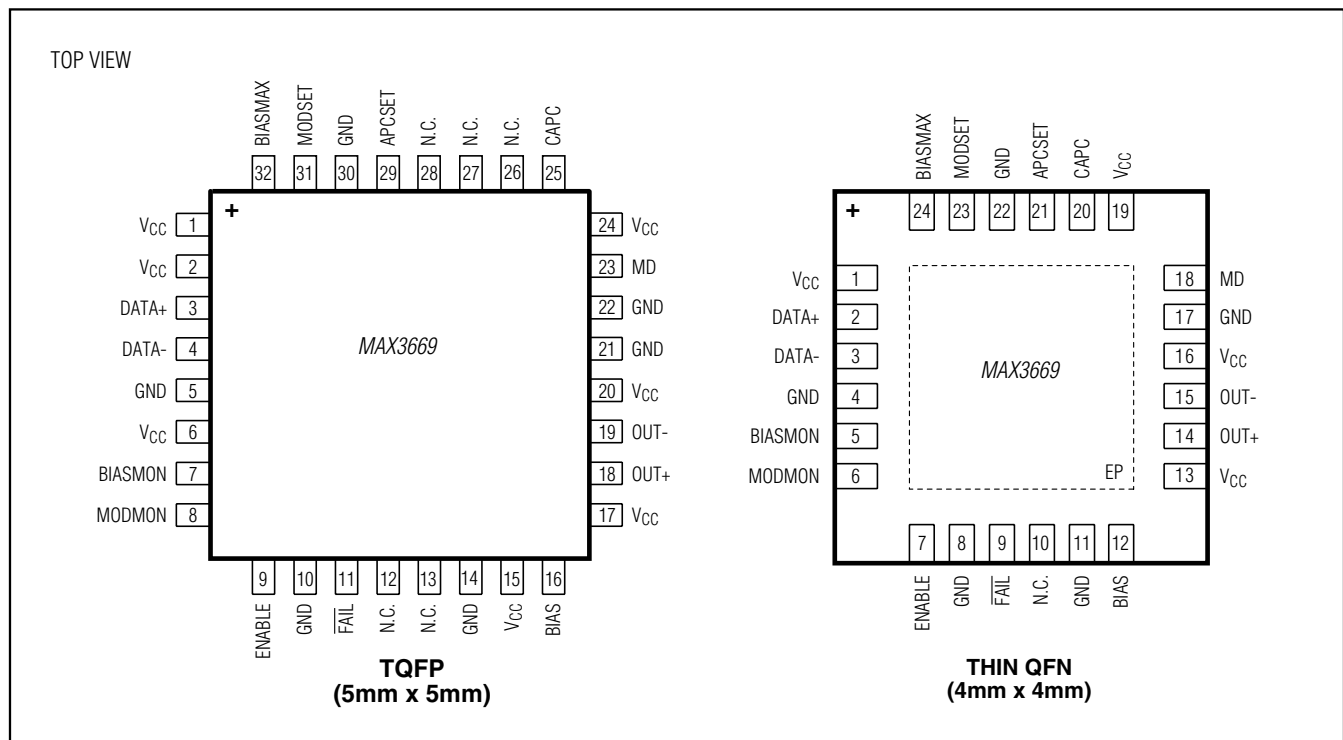 TOP VIEW
BIASMAX MODSET GND APCSET N.C. N.C. N.C. CAPC
32 31 30 29 28 27 26 25
+
VCC 1
VCC 2
DATA+ 3
DATA- 4
GND 5
VCC 6
BIASMON 7
MODMON 8
MAX3669
24 VCC
23 MD
22 GND
21 GND
20 VCC
19 OUT-
18 OUT+
17 VCC
9 10 11 12 13 14 15 16
ENABLE GND FAIL N.C. N.C. GND VCC BIAS
TQFP
(5mm x 5mm)
BIASMAX MODSET GND APCSET CAPC VCC
24 23 22 21 20 19
+
VCC 1
DATA+ 2
DATA- 3
GND 4
BIASMON 5
MODMON 6
MAX3669
EP
18 MD
17 GND
16 VCC
15 OUT-
14 OUT+
13 VCC
7 8 9 10 11 12
ENABLE GND FAIL N.C. GND BIAS
THIN QFN
(4mm x 4mm)